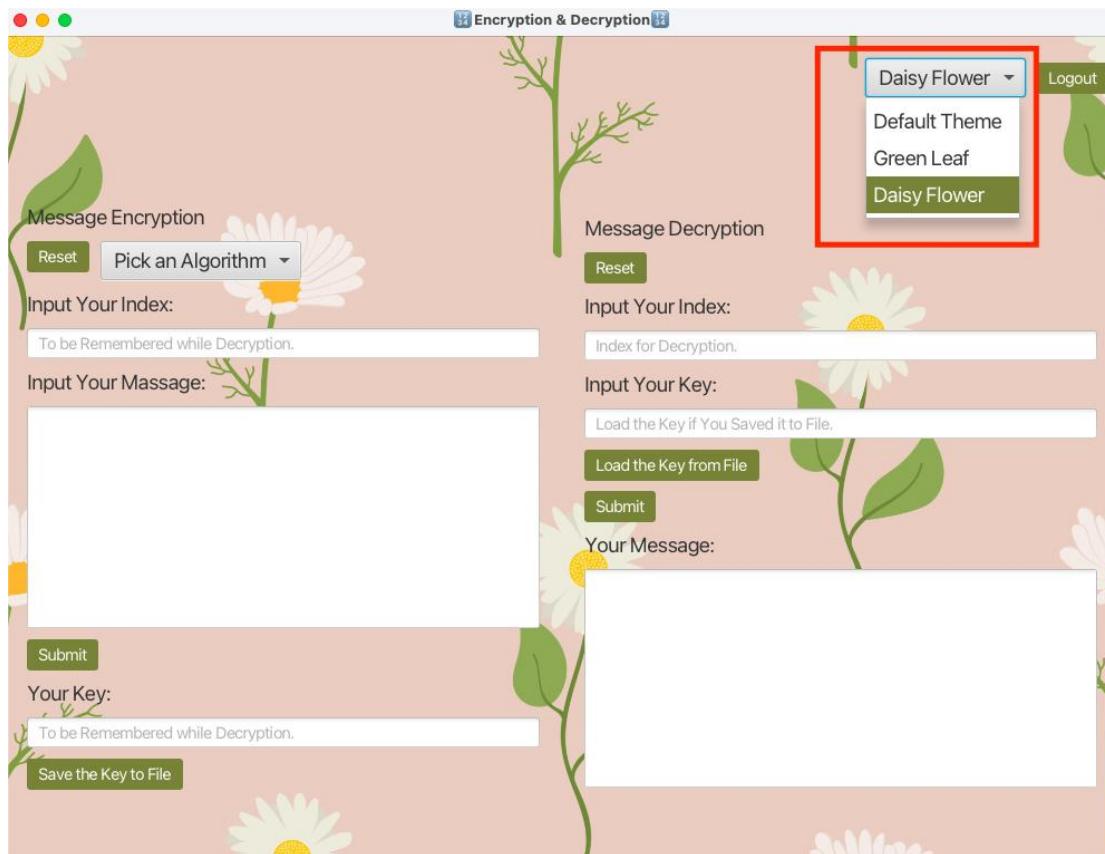 🔢Encryption & Decryption🔢
Daisy Flower
Logout
Default Theme
Green Leaf
Daisy Flower
Message Encryption
Reset
Pick an Algorithm
Input Your Index:
To be Remembered while Decryption.
Input Your Massage:
Submit
Your Key:
To be Remembered while Decryption.
Save the Key to File
Message Decryption
Reset
Input Your Index:
Index for Decryption.
Input Your Key:
Load the Key if You Saved it to File.
Load the Key from File
Submit
Your Message: